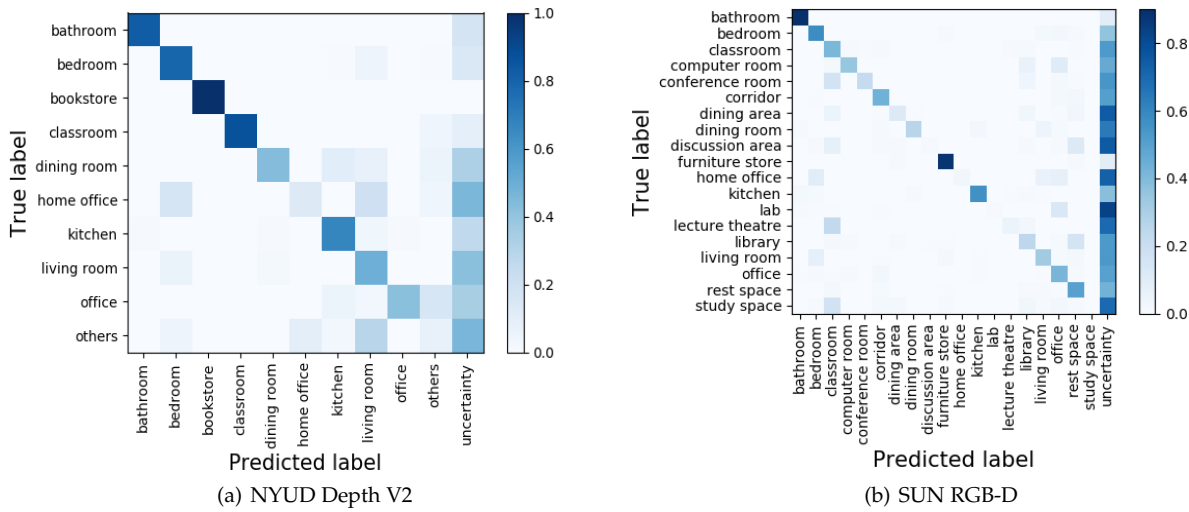 bathroom
bedroom
bookstore
classroom
dining room
home office
kitchen
living room
office
others
True label
bathroom
bedroom
bookstore
classroom
dining room
home office
kitchen
living room
office
others
uncertainty
Predicted label
1.0
0.8
0.6
0.4
0.2
0.0
(a) NYUD Depth V2
bathroom
bedroom
classroom
computer room
conference room
corridor
dining area
dining room
discussion area
furniture store
home office
kitchen
lab
lecture theatre
library
living room
office
rest space
study space
True label
bathroom
bedroom
classroom
computer room
conference room
corridor
dining area
dining room
discussion area
furniture store
home office
kitchen
lab
lecture theatre
library
living room
office
rest space
study space
uncertainty
Predicted label
0.8
0.6
0.4
0.2
0.0
(b) SUN RGB-D